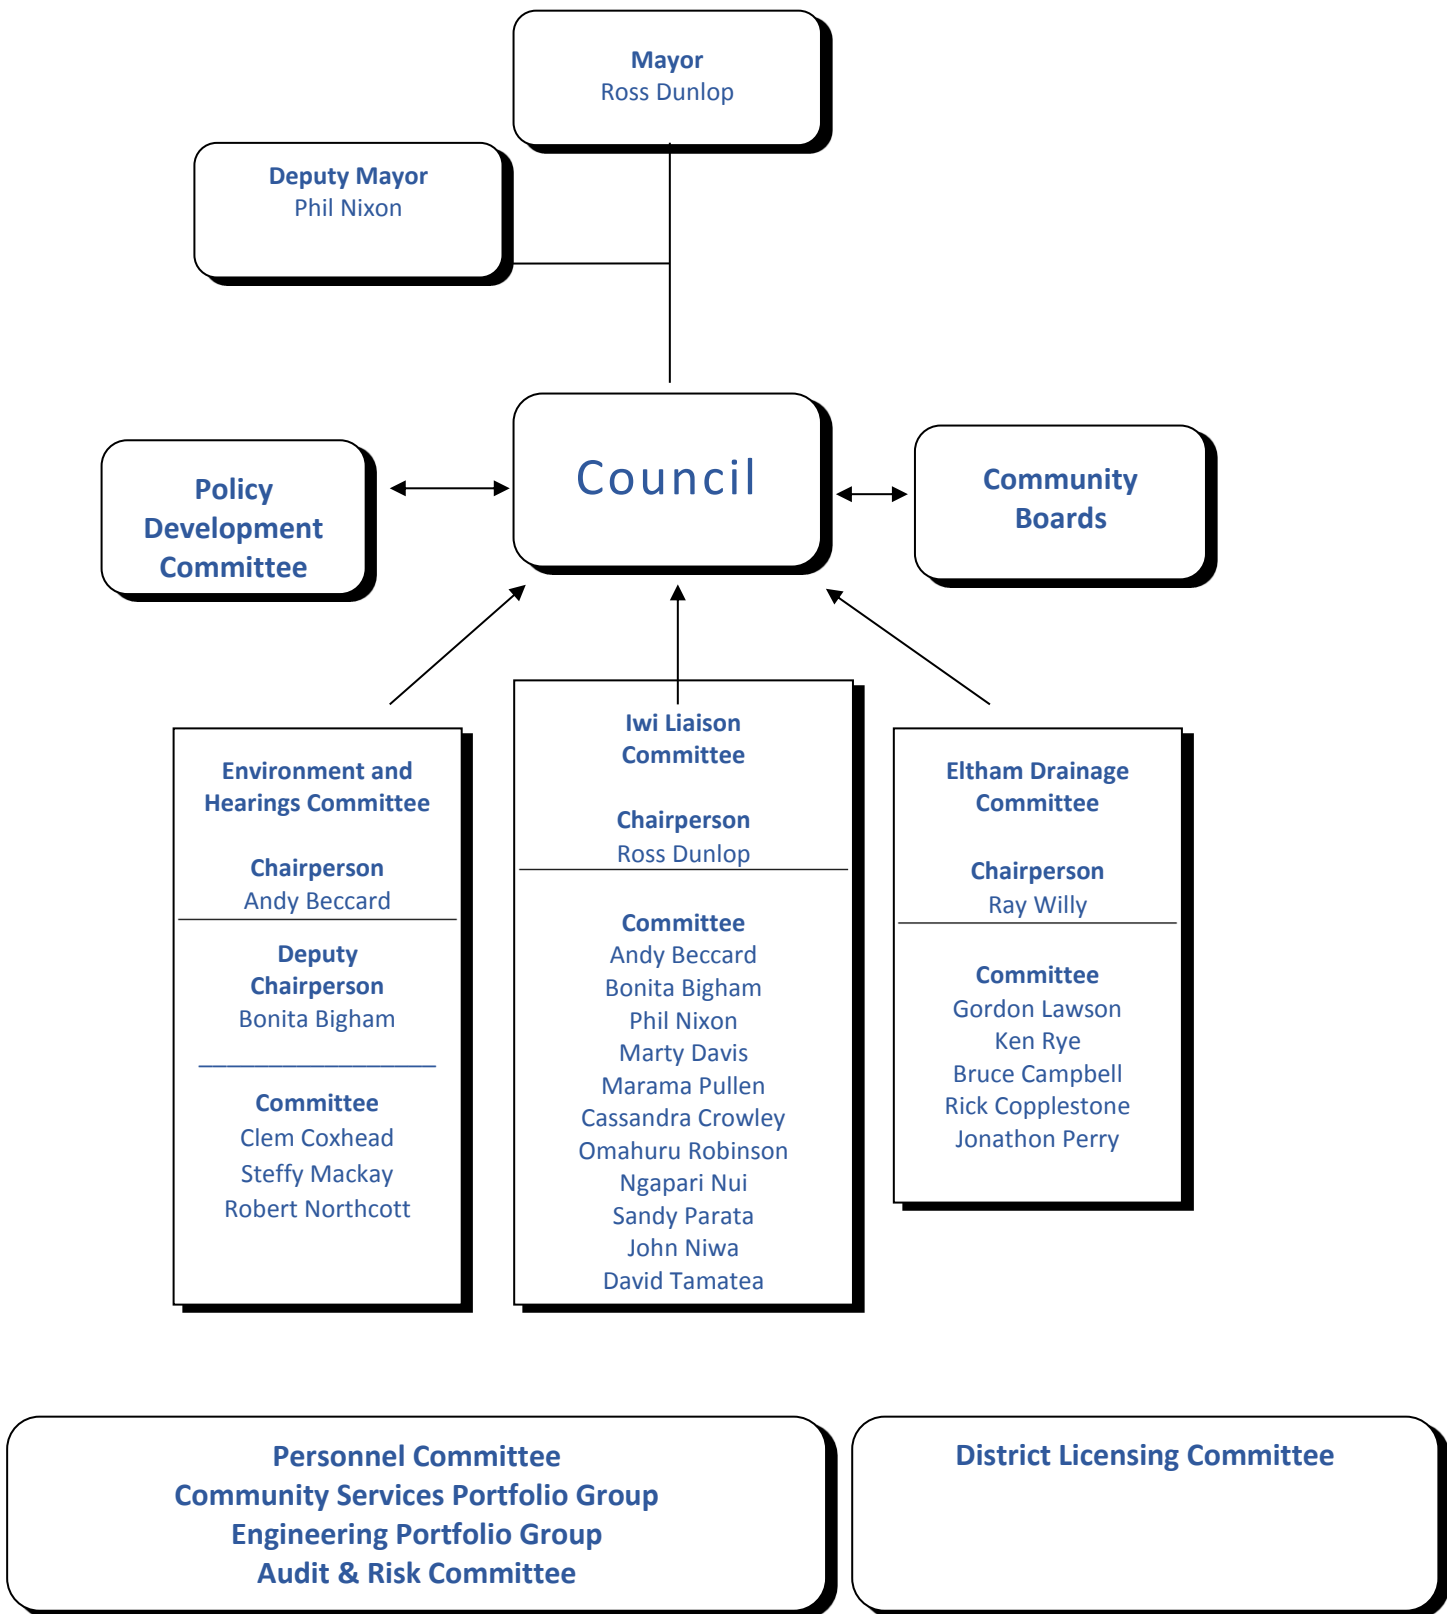 Mayor
Ross Dunlop
Deputy Mayor
Phil Nixon
Policy
Development
Committee
Council
Community
Boards
Environment and
Hearings Committee
Chairperson
Andy Beccard
Deputy
Chairperson
Bonita Bigham
Committee
Clem Coxhead
Steffy Mackay
Robert Northcott
Iwi Liaison
Committee
Chairperson
Ross Dunlop
Committee
Andy Beccard
Bonita Bigham
Phil Nixon
Marty Davis
Marama Pullen
Cassandra Crowley
Omahuru Robinson
Ngapari Nui
Sandy Parata
John Niwa
David Tamatea
Eltham Drainage
Committee
Chairperson
Ray Willy
Committee
Gordon Lawson
Ken Rye
Bruce Campbell
Rick Copplestone
Jonathon Perry
Personnel Committee
Community Services Portfolio Group
Engineering Portfolio Group
Audit & Risk Committee
District Licensing Committee